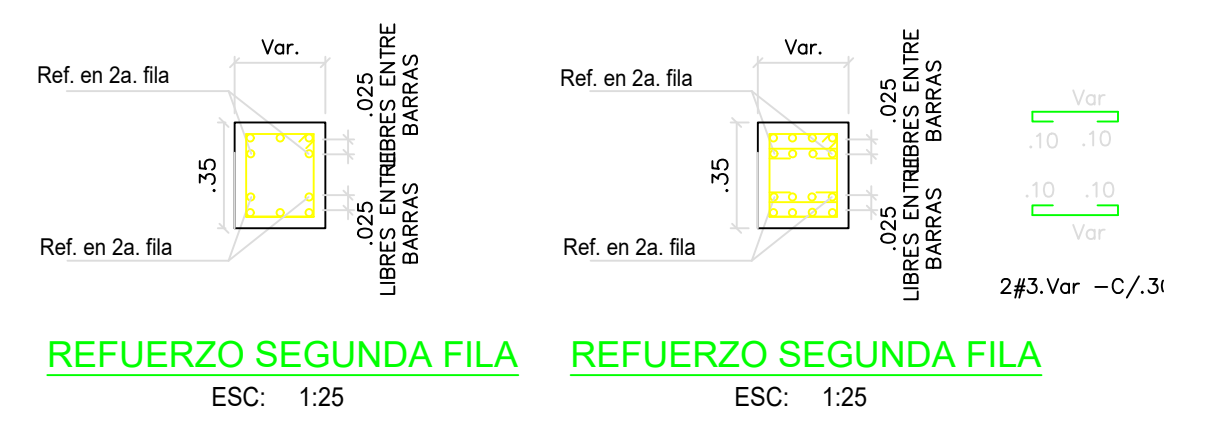 Var.
Ref. en 2a. fila
.025
LIBRES ENTRE
BARRAS
.35
.025
LIBRES ENTRE
BARRAS
Ref. en 2a. fila
REFUERZO SEGUNDA FILA
ESC: 1:25
Var.
Ref. en 2a. fila
.025
LIBRES ENTRE
BARRAS
.35
.025
LIBRES ENTRE
BARRAS
Ref. en 2a. fila
REFUERZO SEGUNDA FILA
ESC: 1:25
Var
.10 .10
.10 .10
Var
2#3.Var -C/.30